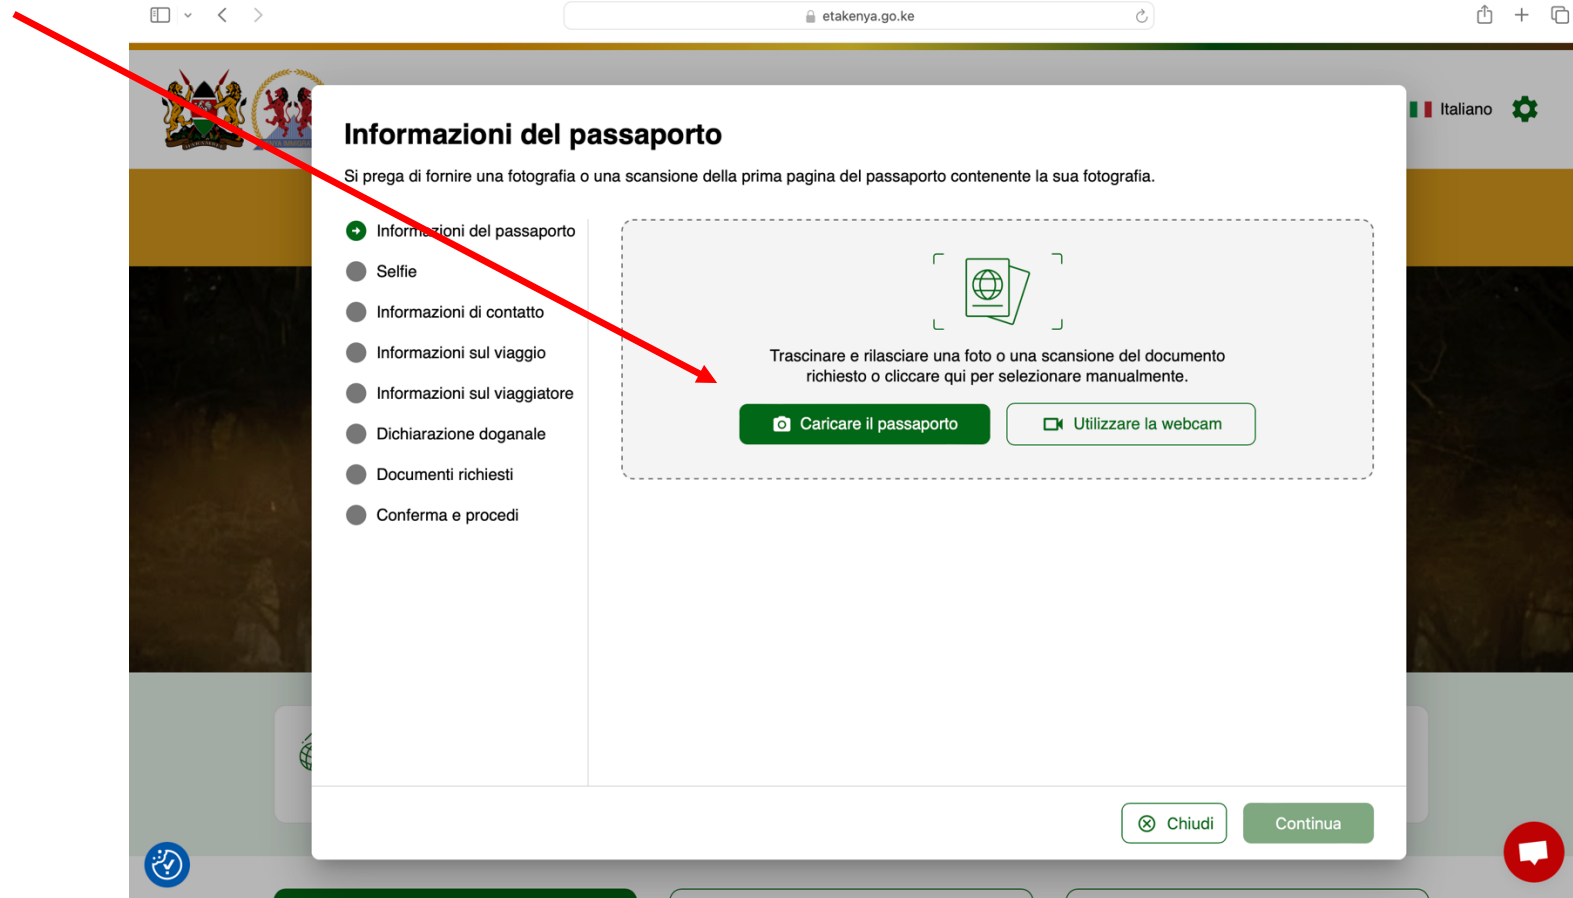 etakenya.go.ke
Italiano
Informazioni del passaporto
Si prega di fornire una fotografia o una scansione della prima pagina del passaporto contenente la sua fotografia.
Informazioni del passaporto
Selfie
Informazioni di contatto
Informazioni sul viaggio
Informazioni sul viaggiatore
Dichiarazione doganale
Documenti richiesti
Conferma e procedi
Trascinare e rilasciare una foto o una scansione del documento
richiesto o cliccare qui per selezionare manualmente.
Caricare il passaporto
Utilizzare la webcam
Chiudi
Continua